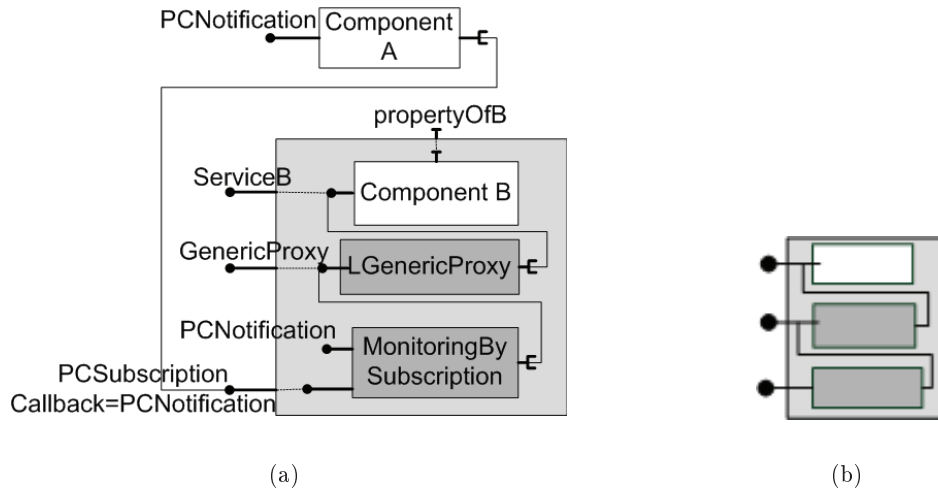 PCNotification
Component
A
propertyOfB
ServiceB
Component B
GenericProxy
LGenericProxy
PCNotification
MonitoringBy
Subscription
PCSubscription
Callback=PCNotification
(a)
(b)